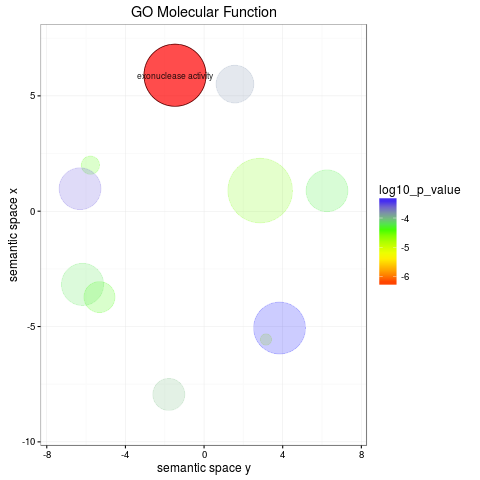 GO Molecular Function
exonuclease activity
semantic space x
5
0
-5
-10
-8
-4
0
4
8
semantic space y
log10_p_value
-4
-5
-6